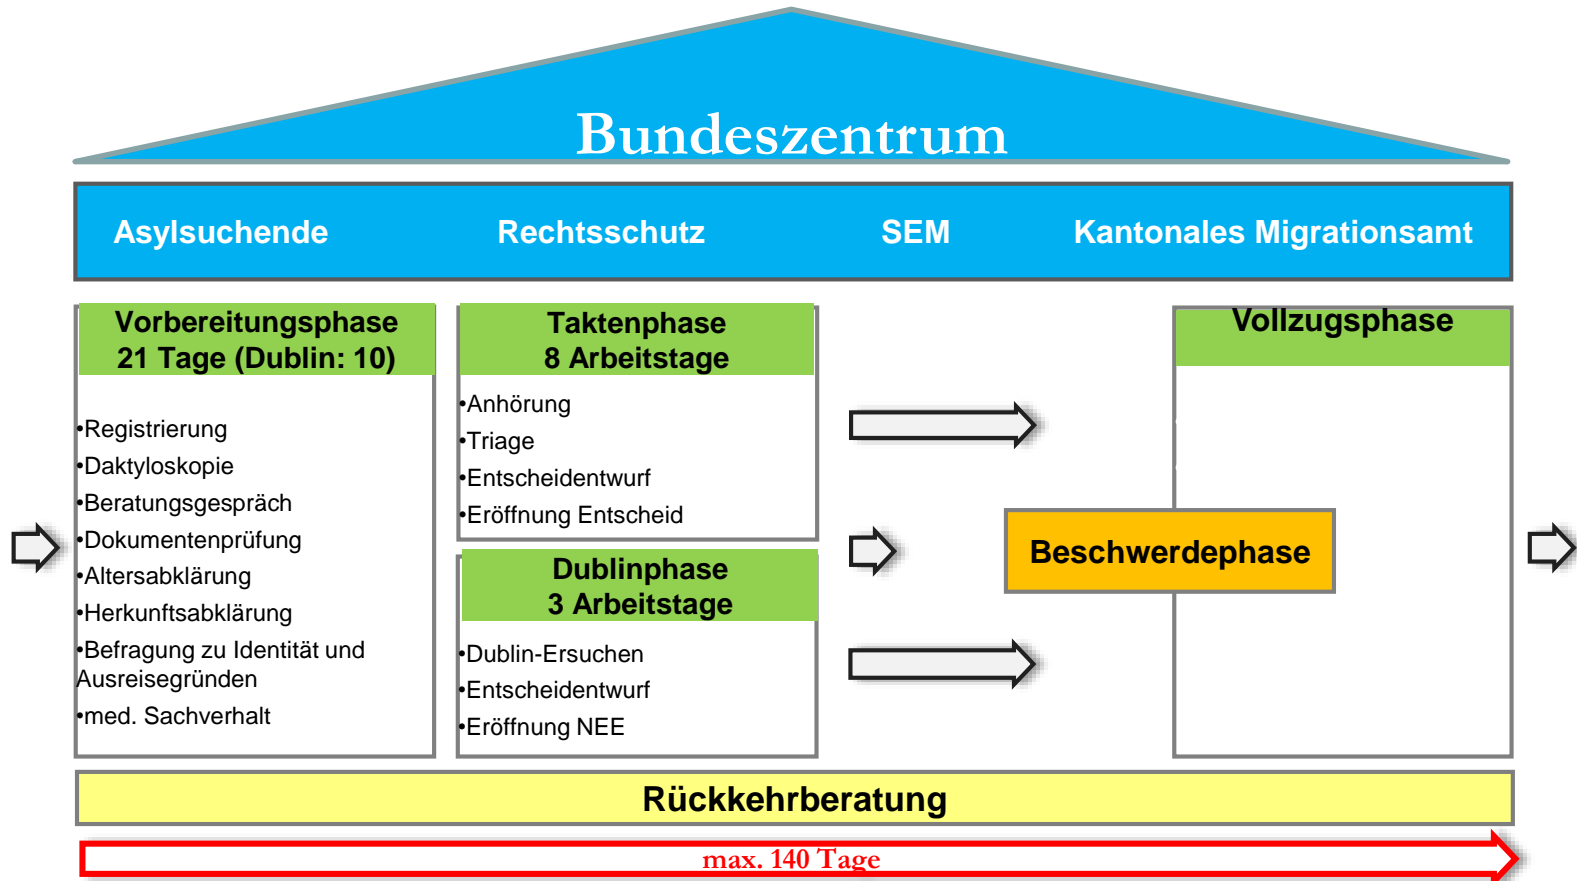 Bundeszentrum
Asylsuchende
Rechtsschutz
SEM
Kantonales Migrationsamt
Vorbereitungsphase
21 Tage (Dublin: 10)
•Registrierung
•Daktyloskopie
•Beratungsgespräch
•Dokumentenprüfung
•Altersabklärung
•Herkunftsabklärung
•Befragung zu Identität und
Ausreisegründen
•med. Sachverhalt
Taktenphase
8 Arbeitstage
•Anhörung
•Triage
•Entscheidentwurf
•Eröffnung Entscheid
Dublinphase
3 Arbeitstage
•Dublin-Ersuchen
•Entscheidentwurf
•Eröffnung NEE
Vollzugsphase
Beschwerdephase
Rückkehrberatung
max. 140 Tage